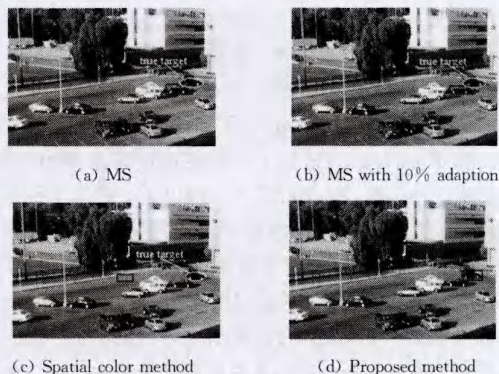 true target
true target
(a) MS
(b) MS with 10% adaption
true target
(c) Spatial color method
(d) Proposed method